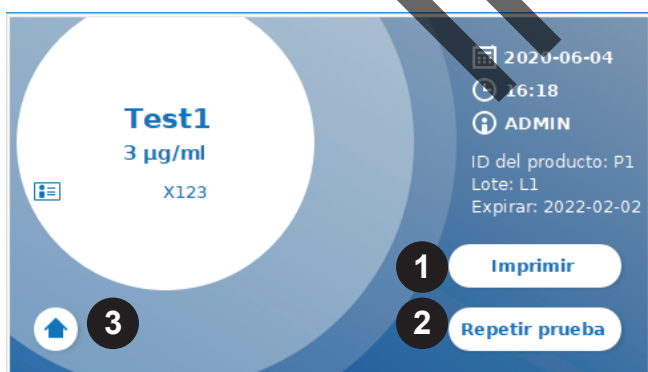 Test1
3 µg/ml
X123
2020-06-04
16:18
ADMIN
ID del producto: P1
Lote: L1
Expirar: 2022-02-02
1
Imprimir
3
2
Repetir prueba